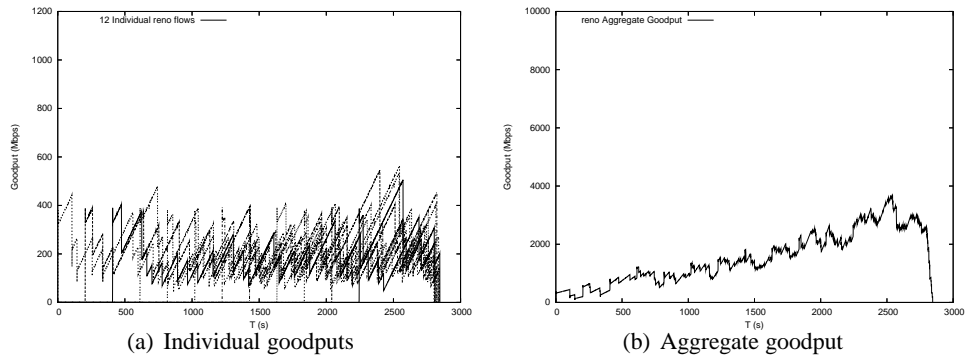 12 Individual reno flows
1200
1000
800
600
400
200
0
Goodput (Mbps)
0 500 1000 1500 2000 2500 3000
T (s)
(a) Individual goodputs
reno Aggregate Goodput
10000
8000
6000
4000
2000
0
Goodput (Mbps)
0 500 1000 1500 2000 2500 3000
T (s)
(b) Aggregate goodput